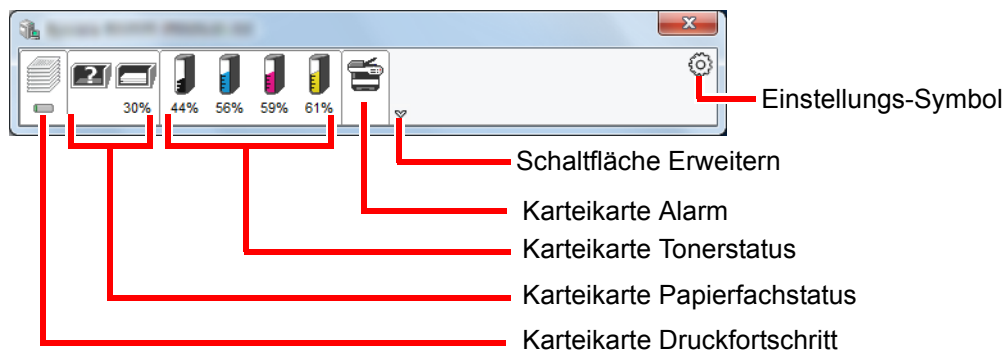 ?
30% 44% 56% 59% 61%
Einstellungs-Symbol
Schaltfläche Erweitern
Karteikarte Alarm
Karteikarte Tonerstatus
Karteikarte Papierfachstatus
Karteikarte Druckfortschritt